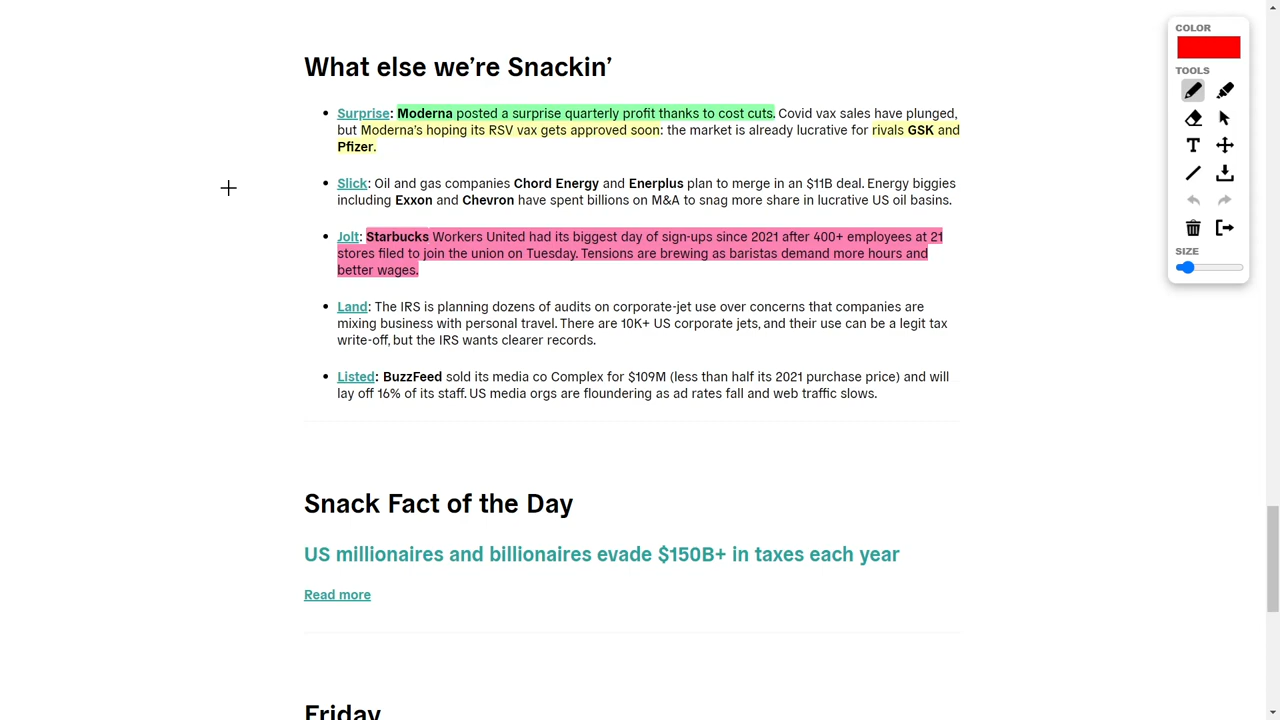 What else we're Snackin'
Surprise: Moderna posted a surprise quarterly profit thanks to cost cuts. Covid vax sales have plunged,
but Moderna's hoping its RSV vax gets approved soon: the market is already lucrative for rivals GSK and
Pfizer.
Slick: Oil and gas companies Chord Energy and Enerplus plan to merge in an $11B deal. Energy biggies
including Exxon and Chevron have spent billions on M&A to snag more share in lucrative US oil basins.
Jolt: Starbucks Workers United had its biggest day of sign-ups since 2021 after 400+ employees at 21
stores filed to join the union on Tuesday. Tensions are brewing as baristas demand more hours and
better wages.
Land: The IRS is planning dozens of audits on corporate-jet use over concerns that companies are
mixing business with personal travel. There are 10K+ US corporate jets, and their use can be a legit tax
write-off, but the IRS wants clearer records.
Listed: BuzzFeed sold its media co Complex for $109M (less than half its 2021 purchase price) and will
lay off 16% of its staff. US media orgs are floundering as ad rates fall and web traffic slows.
Snack Fact of the Day
US millionaires and billionaires evade $150B+ in taxes each year
Read more
Friday
COLOR
TOOLS
SIZE